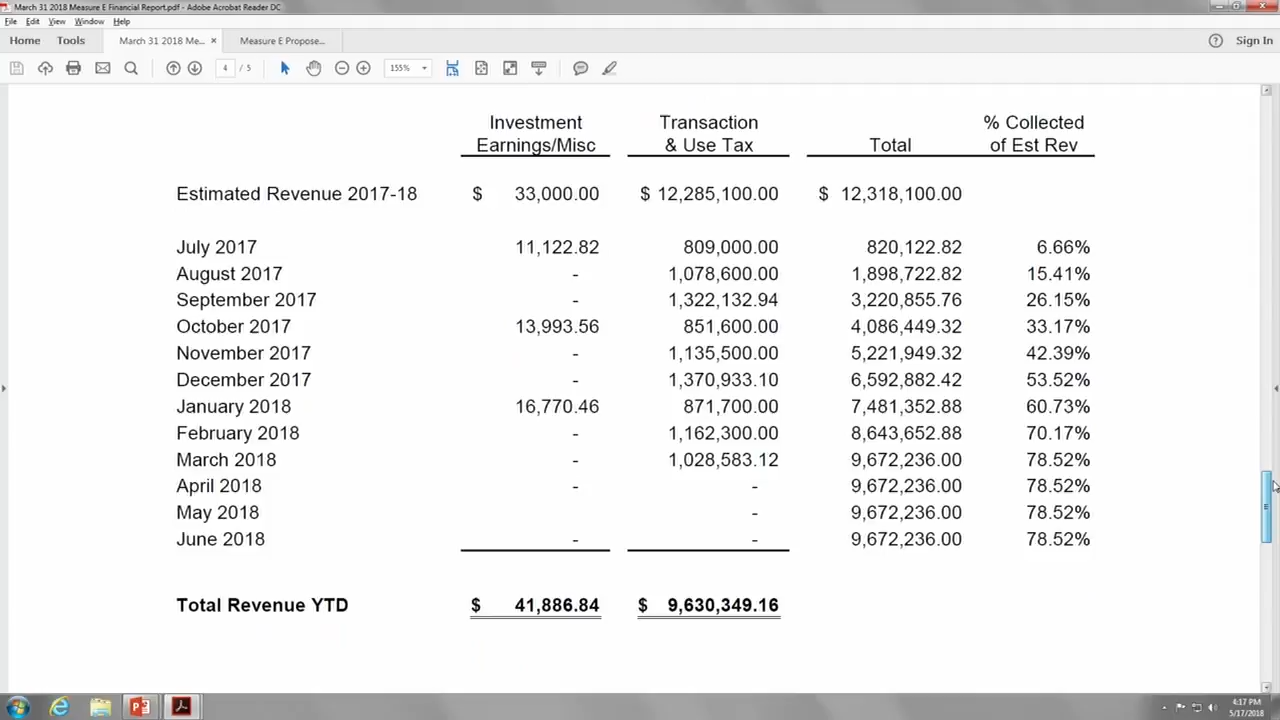 March 31 2018 Measure E Financial Report.pdf - Adobe Acrobat Reader DC
File Edit View Window Help
Home Tools March 31 2018 Me... × Measure E Propose... ? Sign In
4 / 5 155%
Investment Transaction % Collected
Earnings/Misc & Use Tax Total of Est Rev
Estimated Revenue 2017-18 $ 33,000.00 $ 12,285,100.00 $ 12,318,100.00
July 2017 11,122.82 809,000.00 820,122.82 6.66%
August 2017 - 1,078,600.00 1,898,722.82 15.41%
September 2017 - 1,322,132.94 3,220,855.76 26.15%
October 2017 13,993.56 851,600.00 4,086,449.32 33.17%
November 2017 - 1,135,500.00 5,221,949.32 42.39%
December 2017 - 1,370,933.10 6,592,882.42 53.52%
January 2018 16,770.46 871,700.00 7,481,352.88 60.73%
February 2018 - 1,162,300.00 8,643,652.88 70.17%
March 2018 - 1,028,583.12 9,672,236.00 78.52%
April 2018 - - 9,672,236.00 78.52%
May 2018 - 9,672,236.00 78.52%
June 2018 - - 9,672,236.00 78.52%
Total Revenue YTD $ 41,886.84 $ 9,630,349.16
4:17 PM
5/17/2018